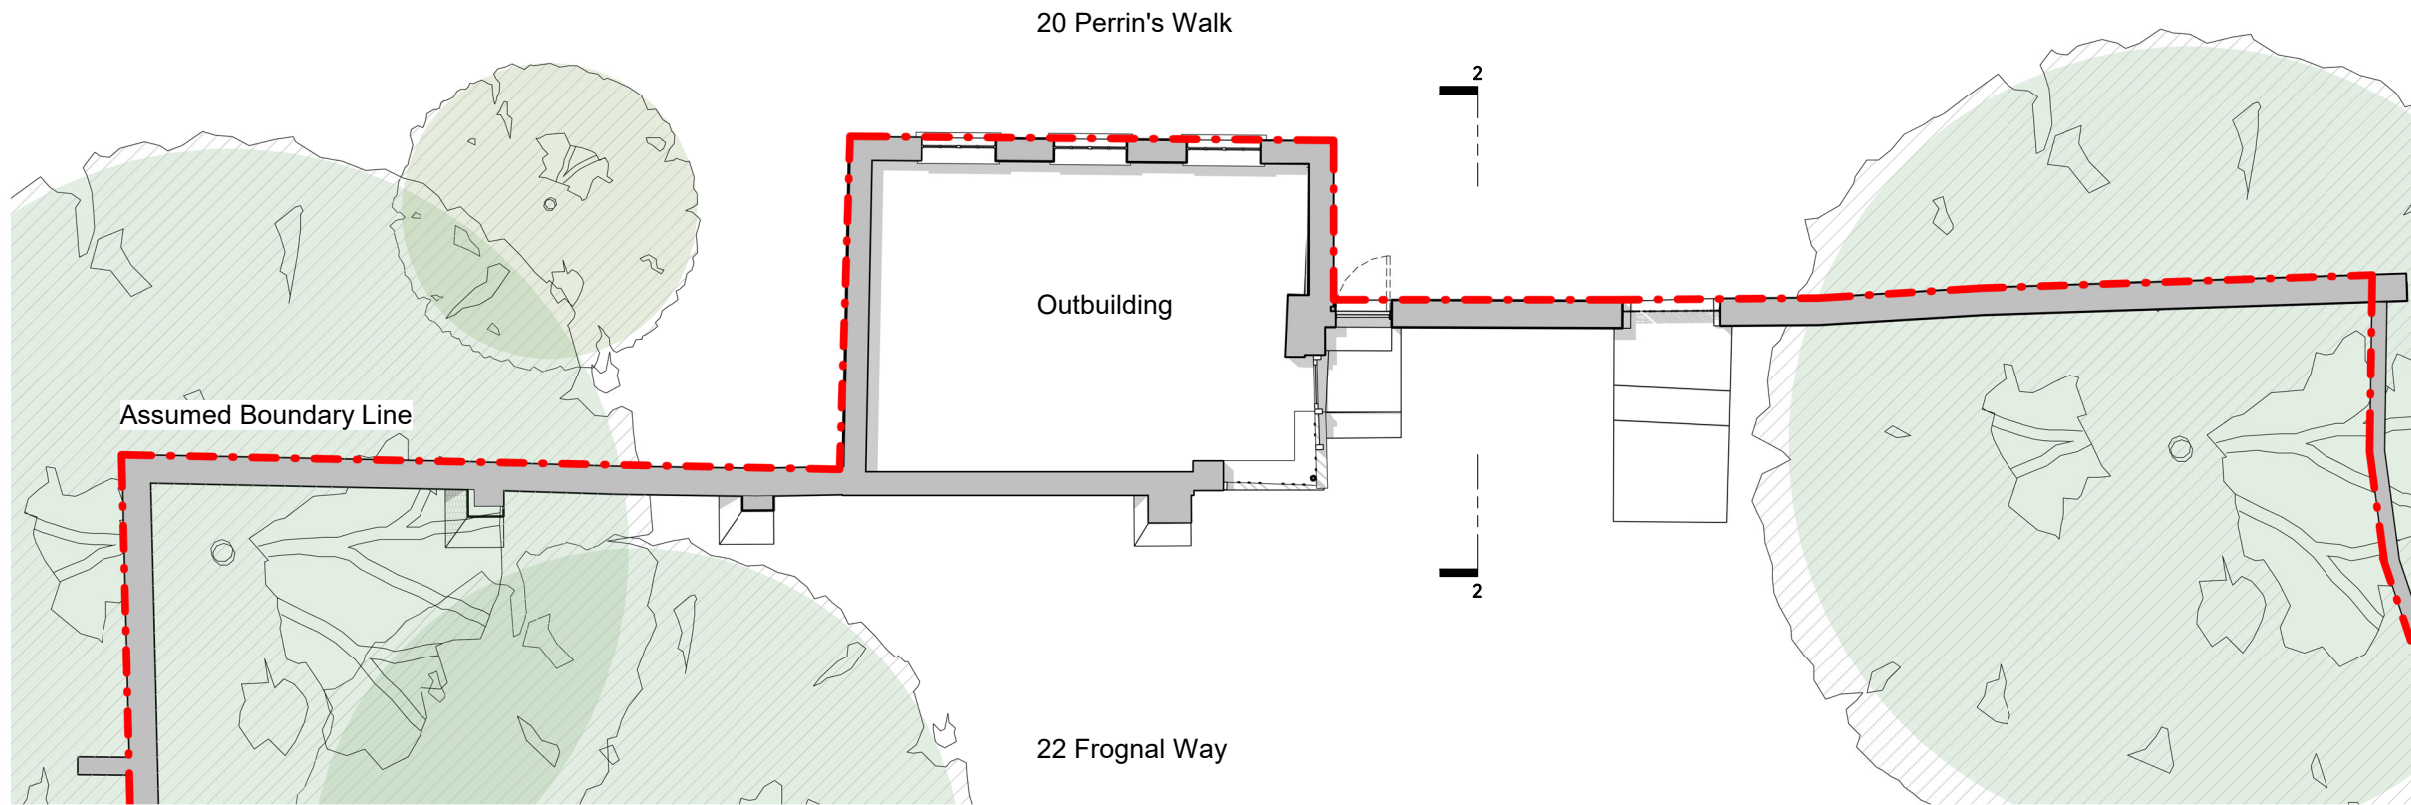 20 Perrin's Walk
2
Outbuilding
Assumed Boundary Line
2
22 Frognal Way